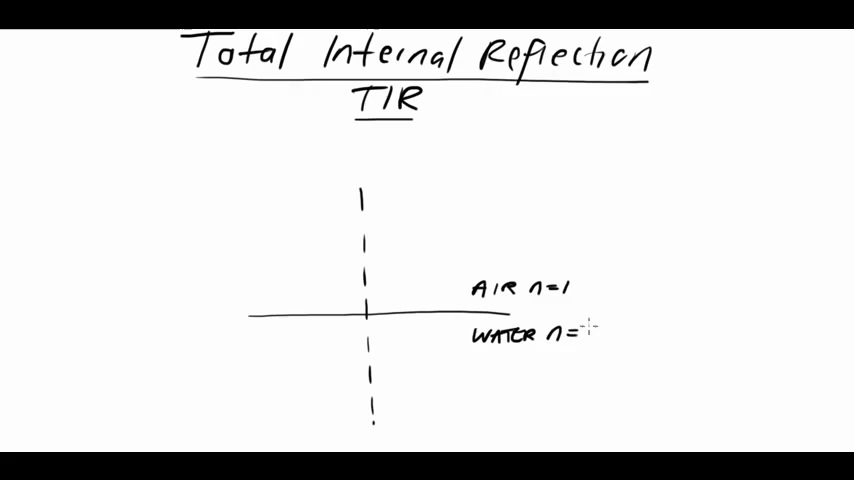 Total Internal Reflection
TIR
AIR n=1
WATER n=